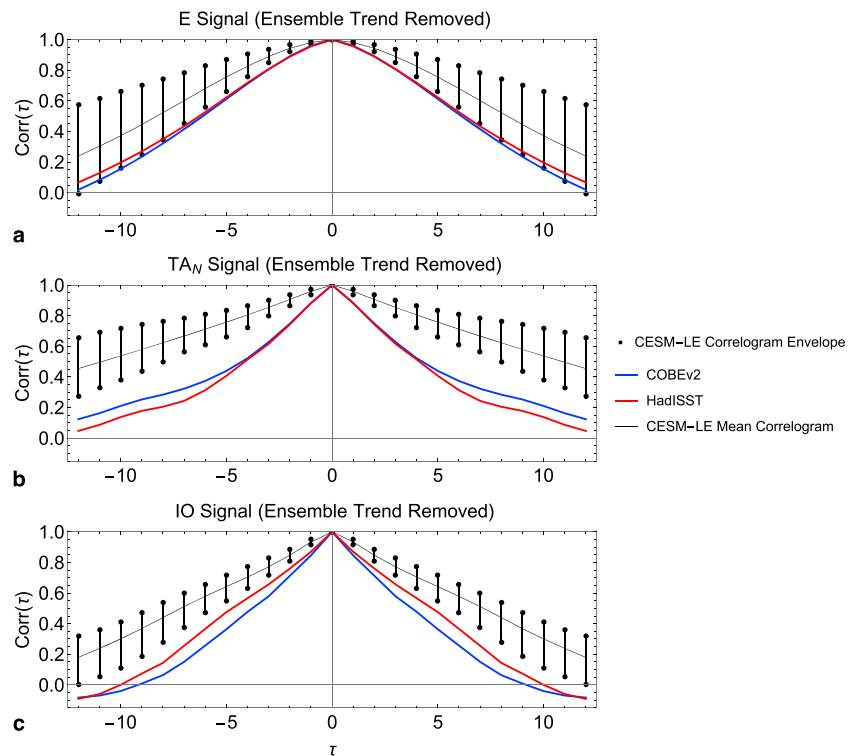 E Signal (Ensemble Trend Removed)
1.0
0.8
0.6
0.4
0.2
0.0
Corr(τ)
−10 −5 0 5 10
a
TA_N Signal (Ensemble Trend Removed)
1.0
0.8
0.6
0.4
0.2
0.0
Corr(τ)
−10 −5 0 5 10
b
CESM−LE Correlogram Envelope
COBEv2
HadISST
CESM−LE Mean Correlogram
IO Signal (Ensemble Trend Removed)
1.0
0.8
0.6
0.4
0.2
0.0
Corr(τ)
−10 −5 0 5 10
c
τ